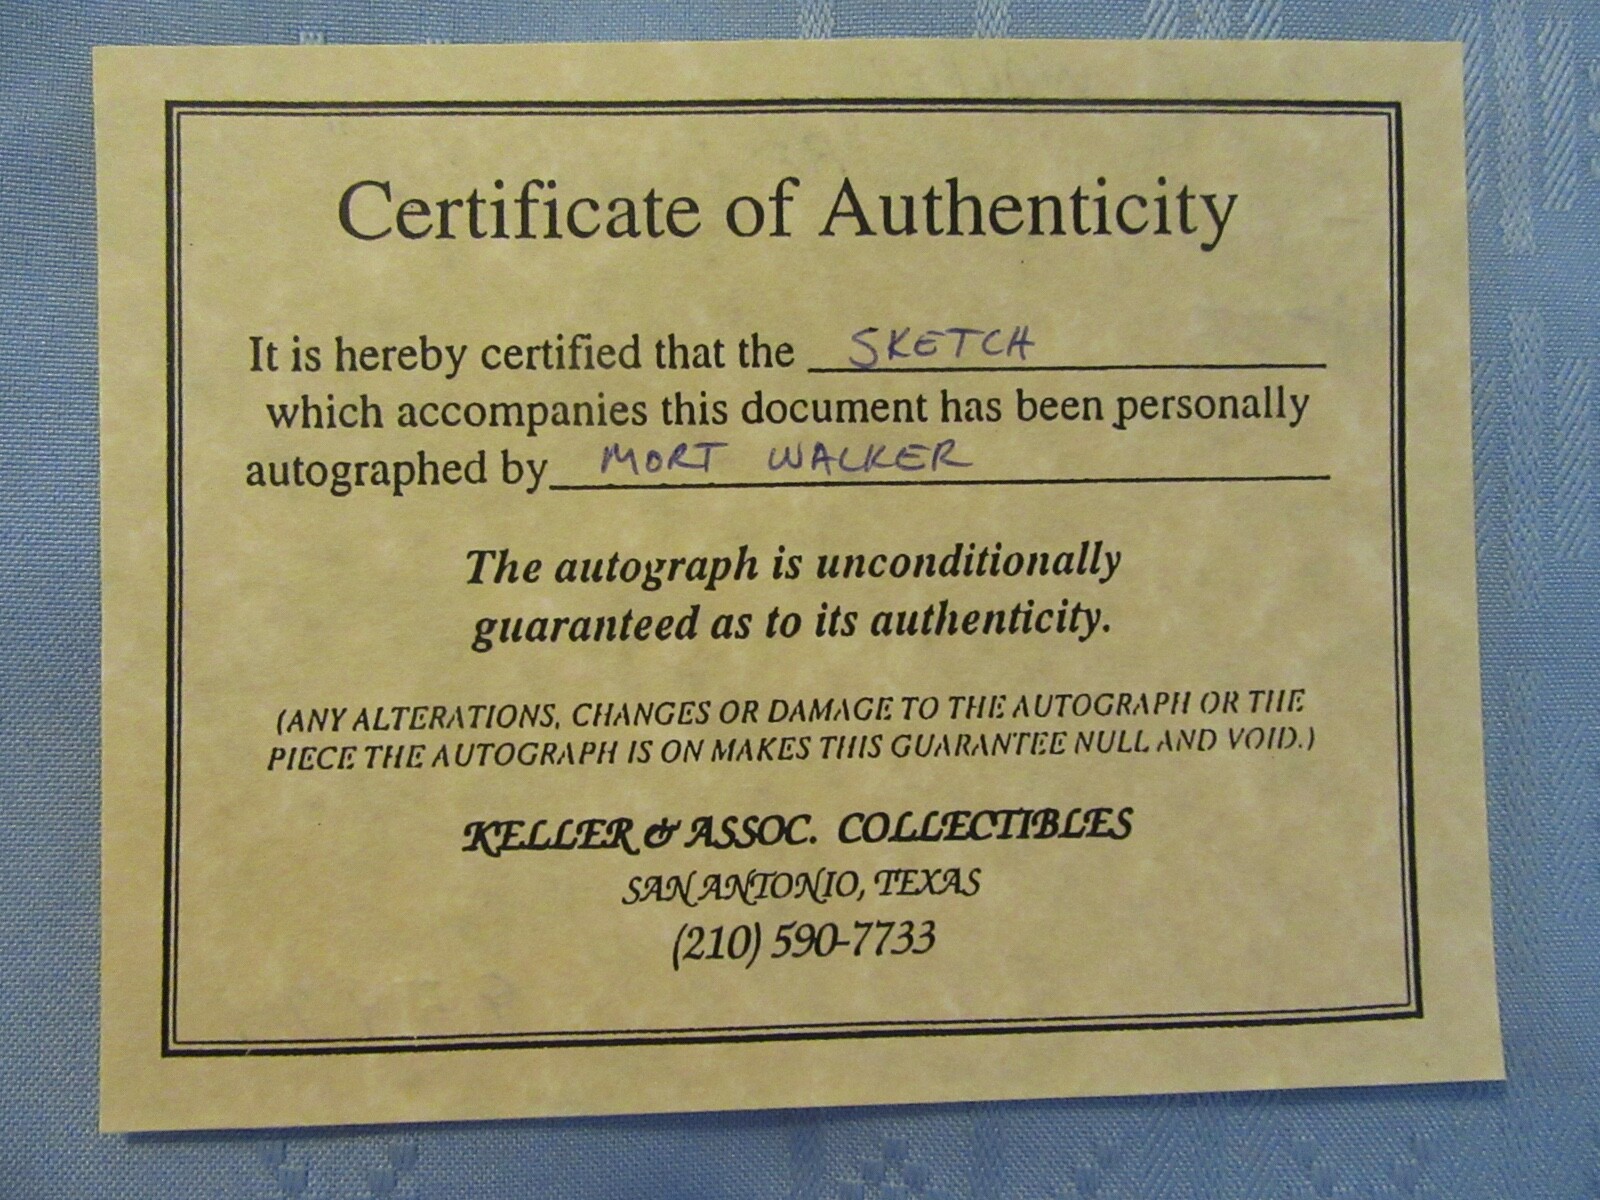 Certificate of Authenticity
It is hereby certified that the SKETCH
which accompanies this document has been personally
autographed by MORT WALKER
The autograph is unconditionally
guaranteed as to its authenticity.
(ANY ALTERATIONS, CHANGES OR DAMAGE TO THE AUTOGRAPH OR THE
PIECE THE AUTOGRAPH IS ON MAKES THIS GUARANTEE NULL AND VOID.)
KELLER & ASSOC. COLLECTIBLES
SAN ANTONIO, TEXAS
(210) 590-7733